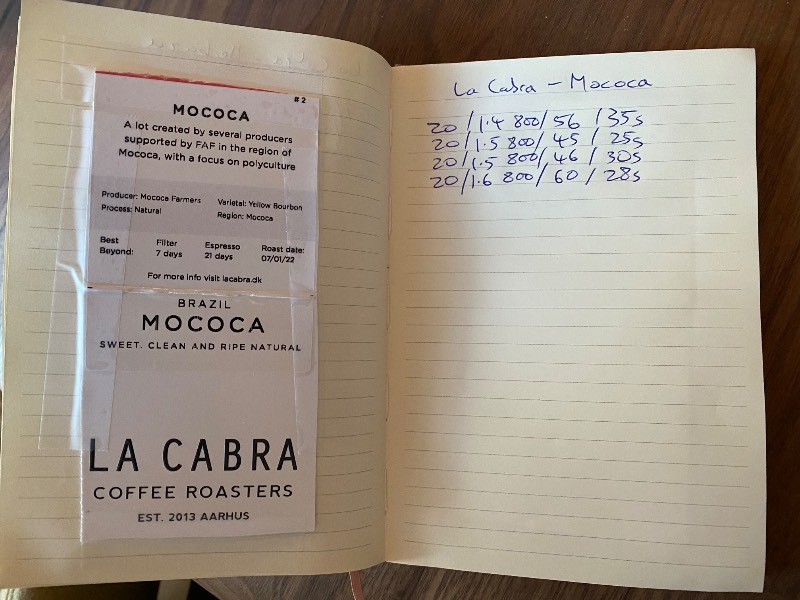 #2
MOCOCA
A lot created by several producers
supported by FAF in the region of
Mococa, with a focus on polyculture
Producer: Mococa Farmers Varietal: Yellow Bourbon
Process: Natural Region: Mococa
Best Beyond: Filter 7 days Espresso 21 days Roast date: 07/01/22
For more info visit lacabra.dk
BRAZIL
MOCOCA
SWEET. CLEAN AND RIPE NATURAL
LA CABRA
COFFEE ROASTERS
EST. 2013 AARHUS
La Cabra – Mococa
20 / 1.4 800/ 56 / 35s
20 / 1.5 800/ 45 / 25s
20 / 1.5 800/ 46 / 30s
20 / 1.6 800/ 60 / 28s